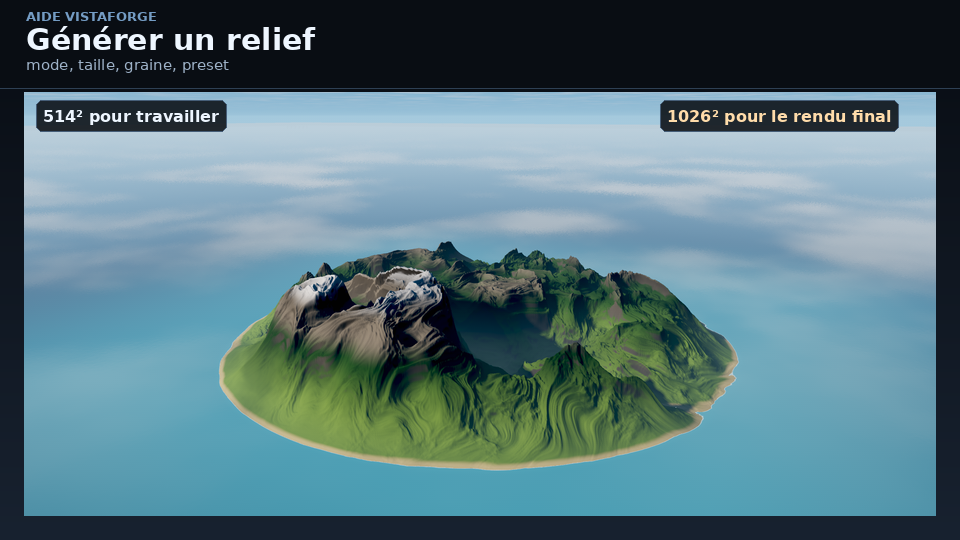 AIDE VISTAFORGE
Générer un relief
mode, taille, graine, preset
514² pour travailler
1026² pour le rendu final